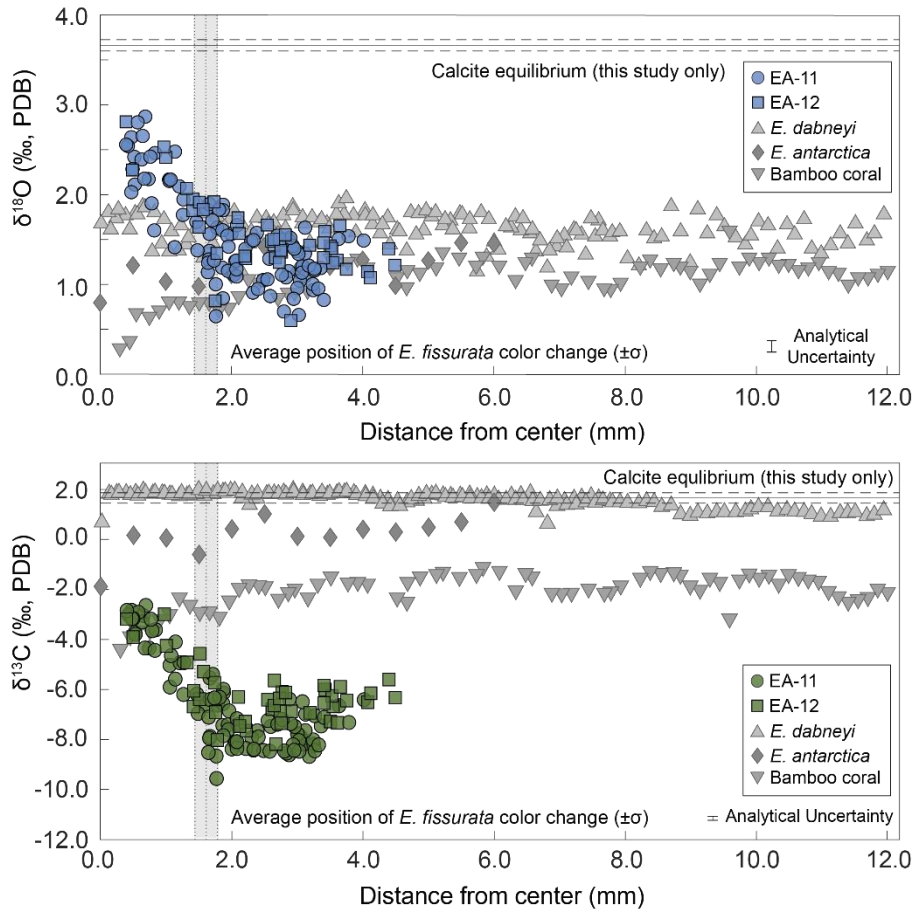 4.0
3.0
2.0
1.0
0.0
δ18O (‰, PDB)
Calcite equilibrium (this study only)
EA-11
EA-12
E. dabneyi
E. antarctica
Bamboo coral
Average position of E. fissurata color change (±σ)
Analytical
Uncertainty
0.0 2.0 4.0 6.0 8.0 10.0 12.0
Distance from center (mm)
2.0
0.0
-2.0
-4.0
-6.0
-8.0
-10.0
-12.0
δ13C (‰, PDB)
Calcite equlibrium (this study only)
EA-11
EA-12
E. dabneyi
E. antarctica
Bamboo coral
Average position of E. fissurata color change (±σ)
Analytical Uncertainty
0.0 2.0 4.0 6.0 8.0 10.0 12.0
Distance from center (mm)